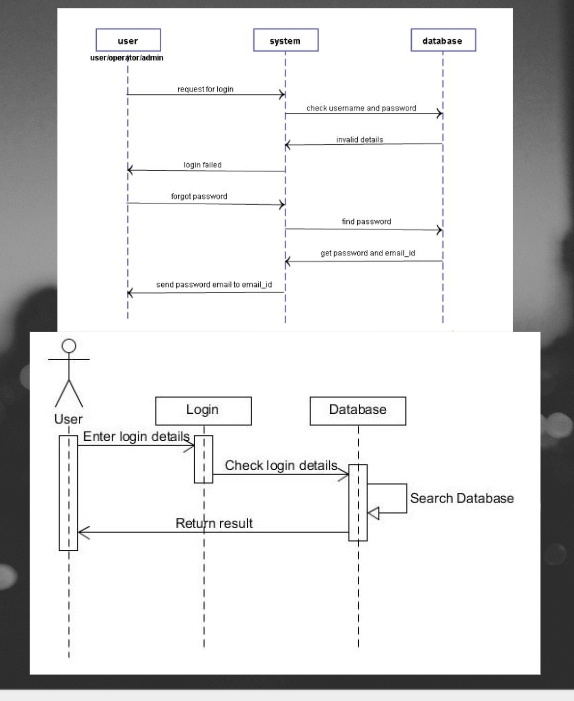 user
system
database
user/operator/admin
request for login
check username and password
invalid details
login failed
forgot password
find password
get password and email_id
send password email to email_id
User
Login
Database
Enter login details
Check login details
Search Database
Return result